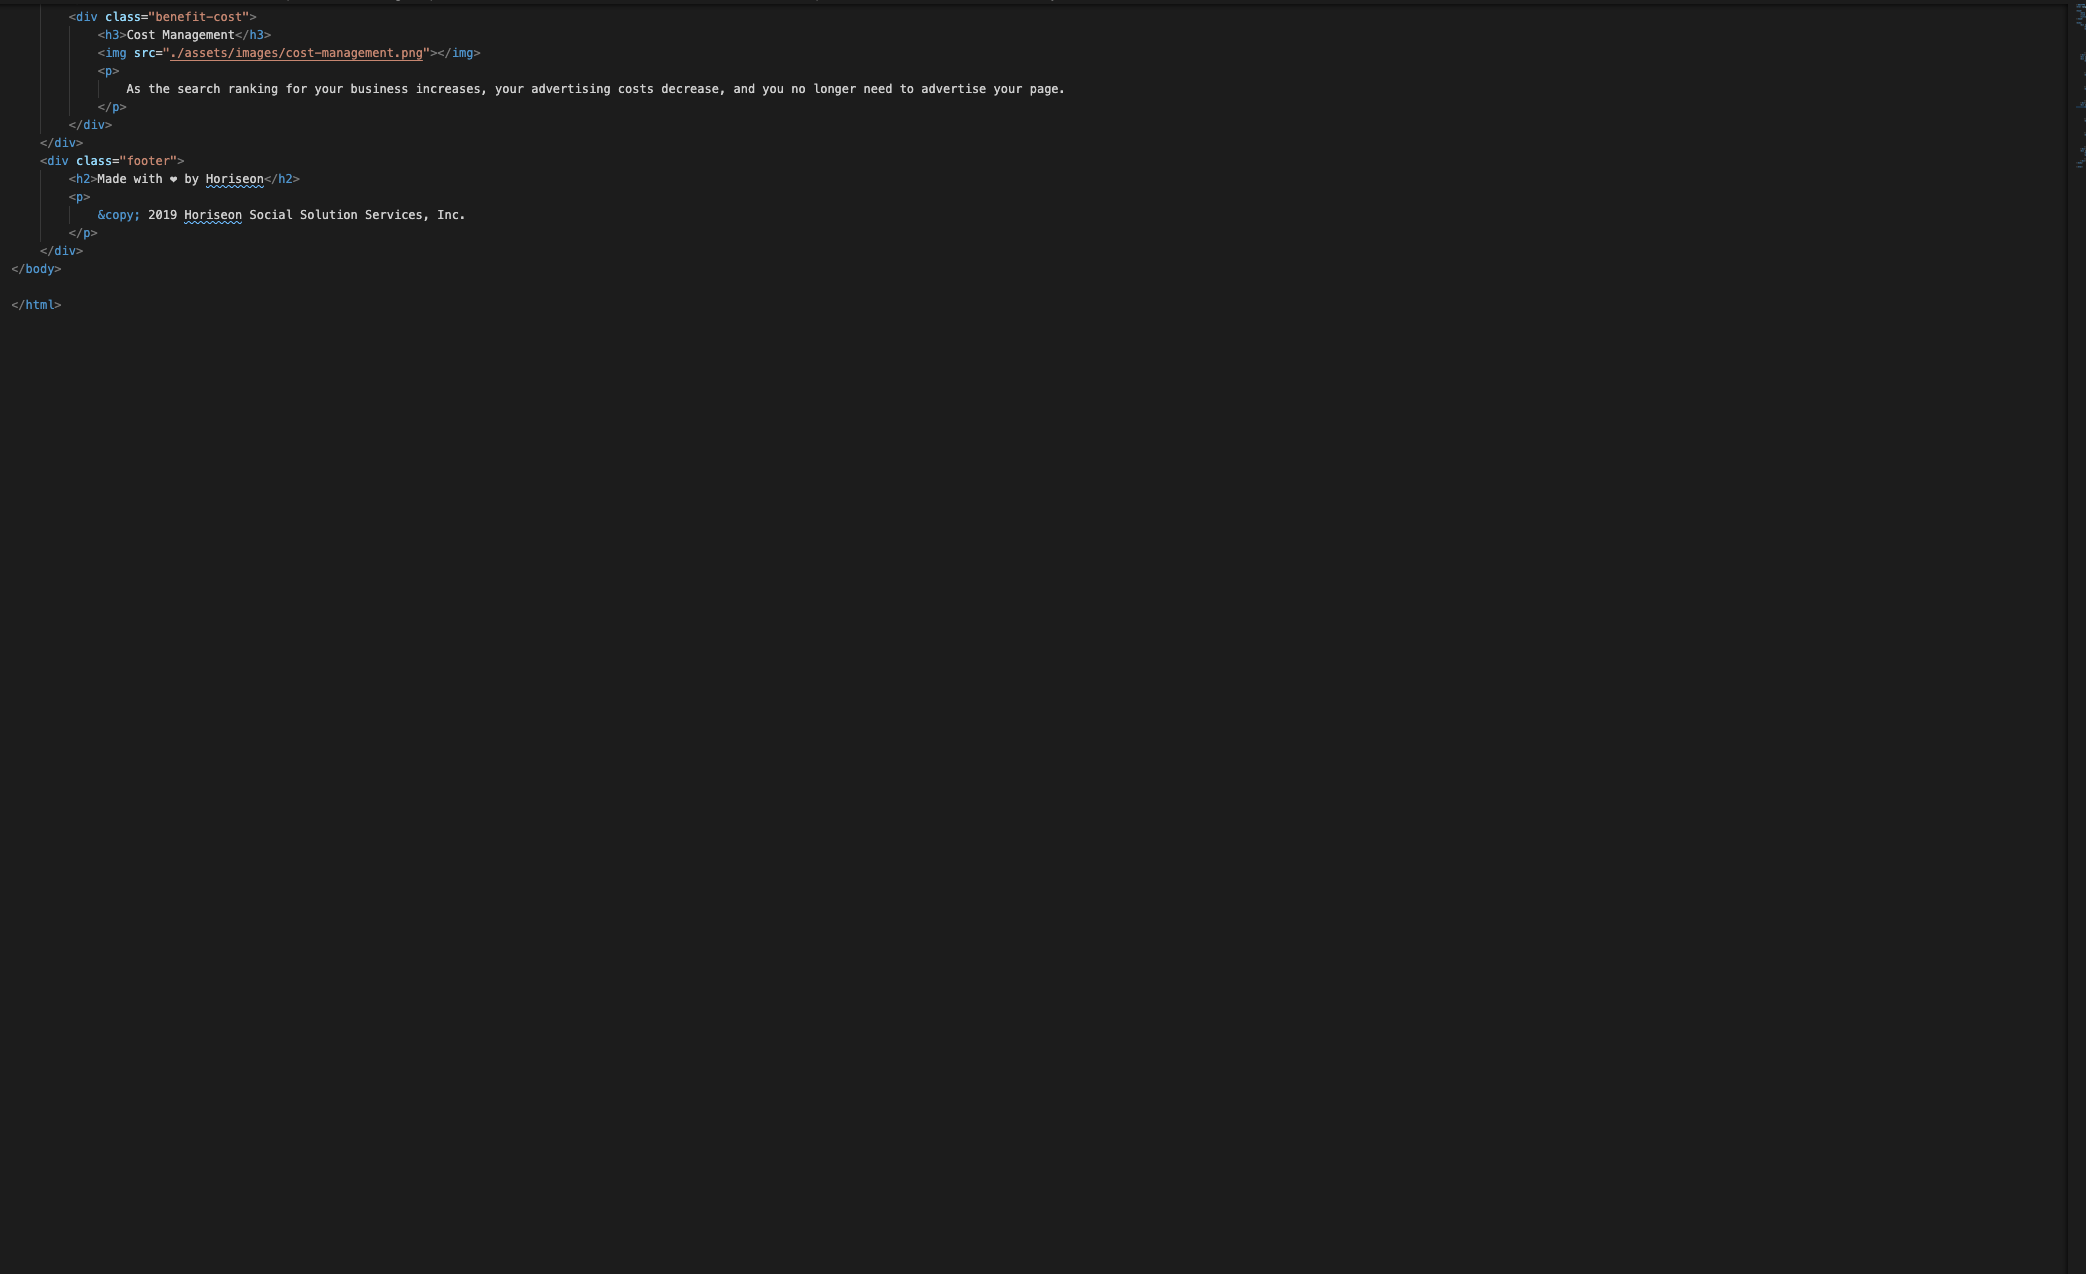 <div class="benefit-cost">
<h3>Cost Management</h3>
<img src="./assets/images/cost-management.png"></img>
<p>
As the search ranking for your business increases, your advertising costs decrease, and you no longer need to advertise your page.
</p>
</div>
</div>
<div class="footer">
<h2>Made with ❤ by Horiseon</h2>
<p>
&copy; 2019 Horiseon Social Solution Services, Inc.
</p>
</div>
</body>
</html>